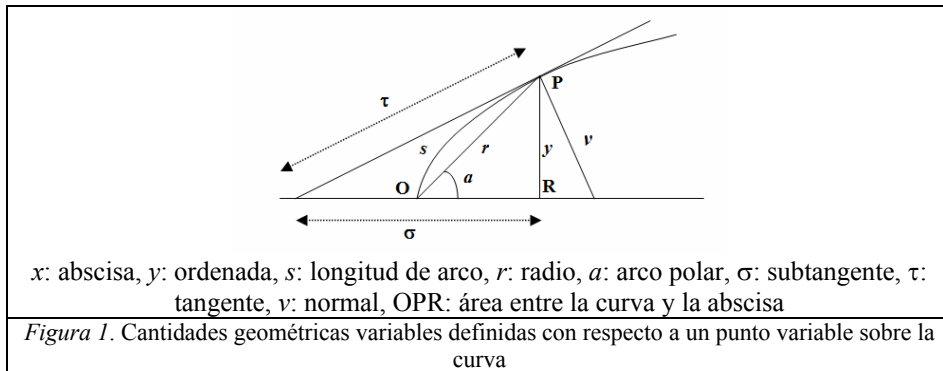 τ
P
s
r
y
v
O
a
R
σ
x: abscisa, y: ordenada, s: longitud de arco, r: radio, a: arco polar, σ: subtangente, τ:
tangente, v: normal, OPR: área entre la curva y la abscisa
Figura 1. Cantidades geométricas variables definidas con respecto a un punto variable sobre la
curva